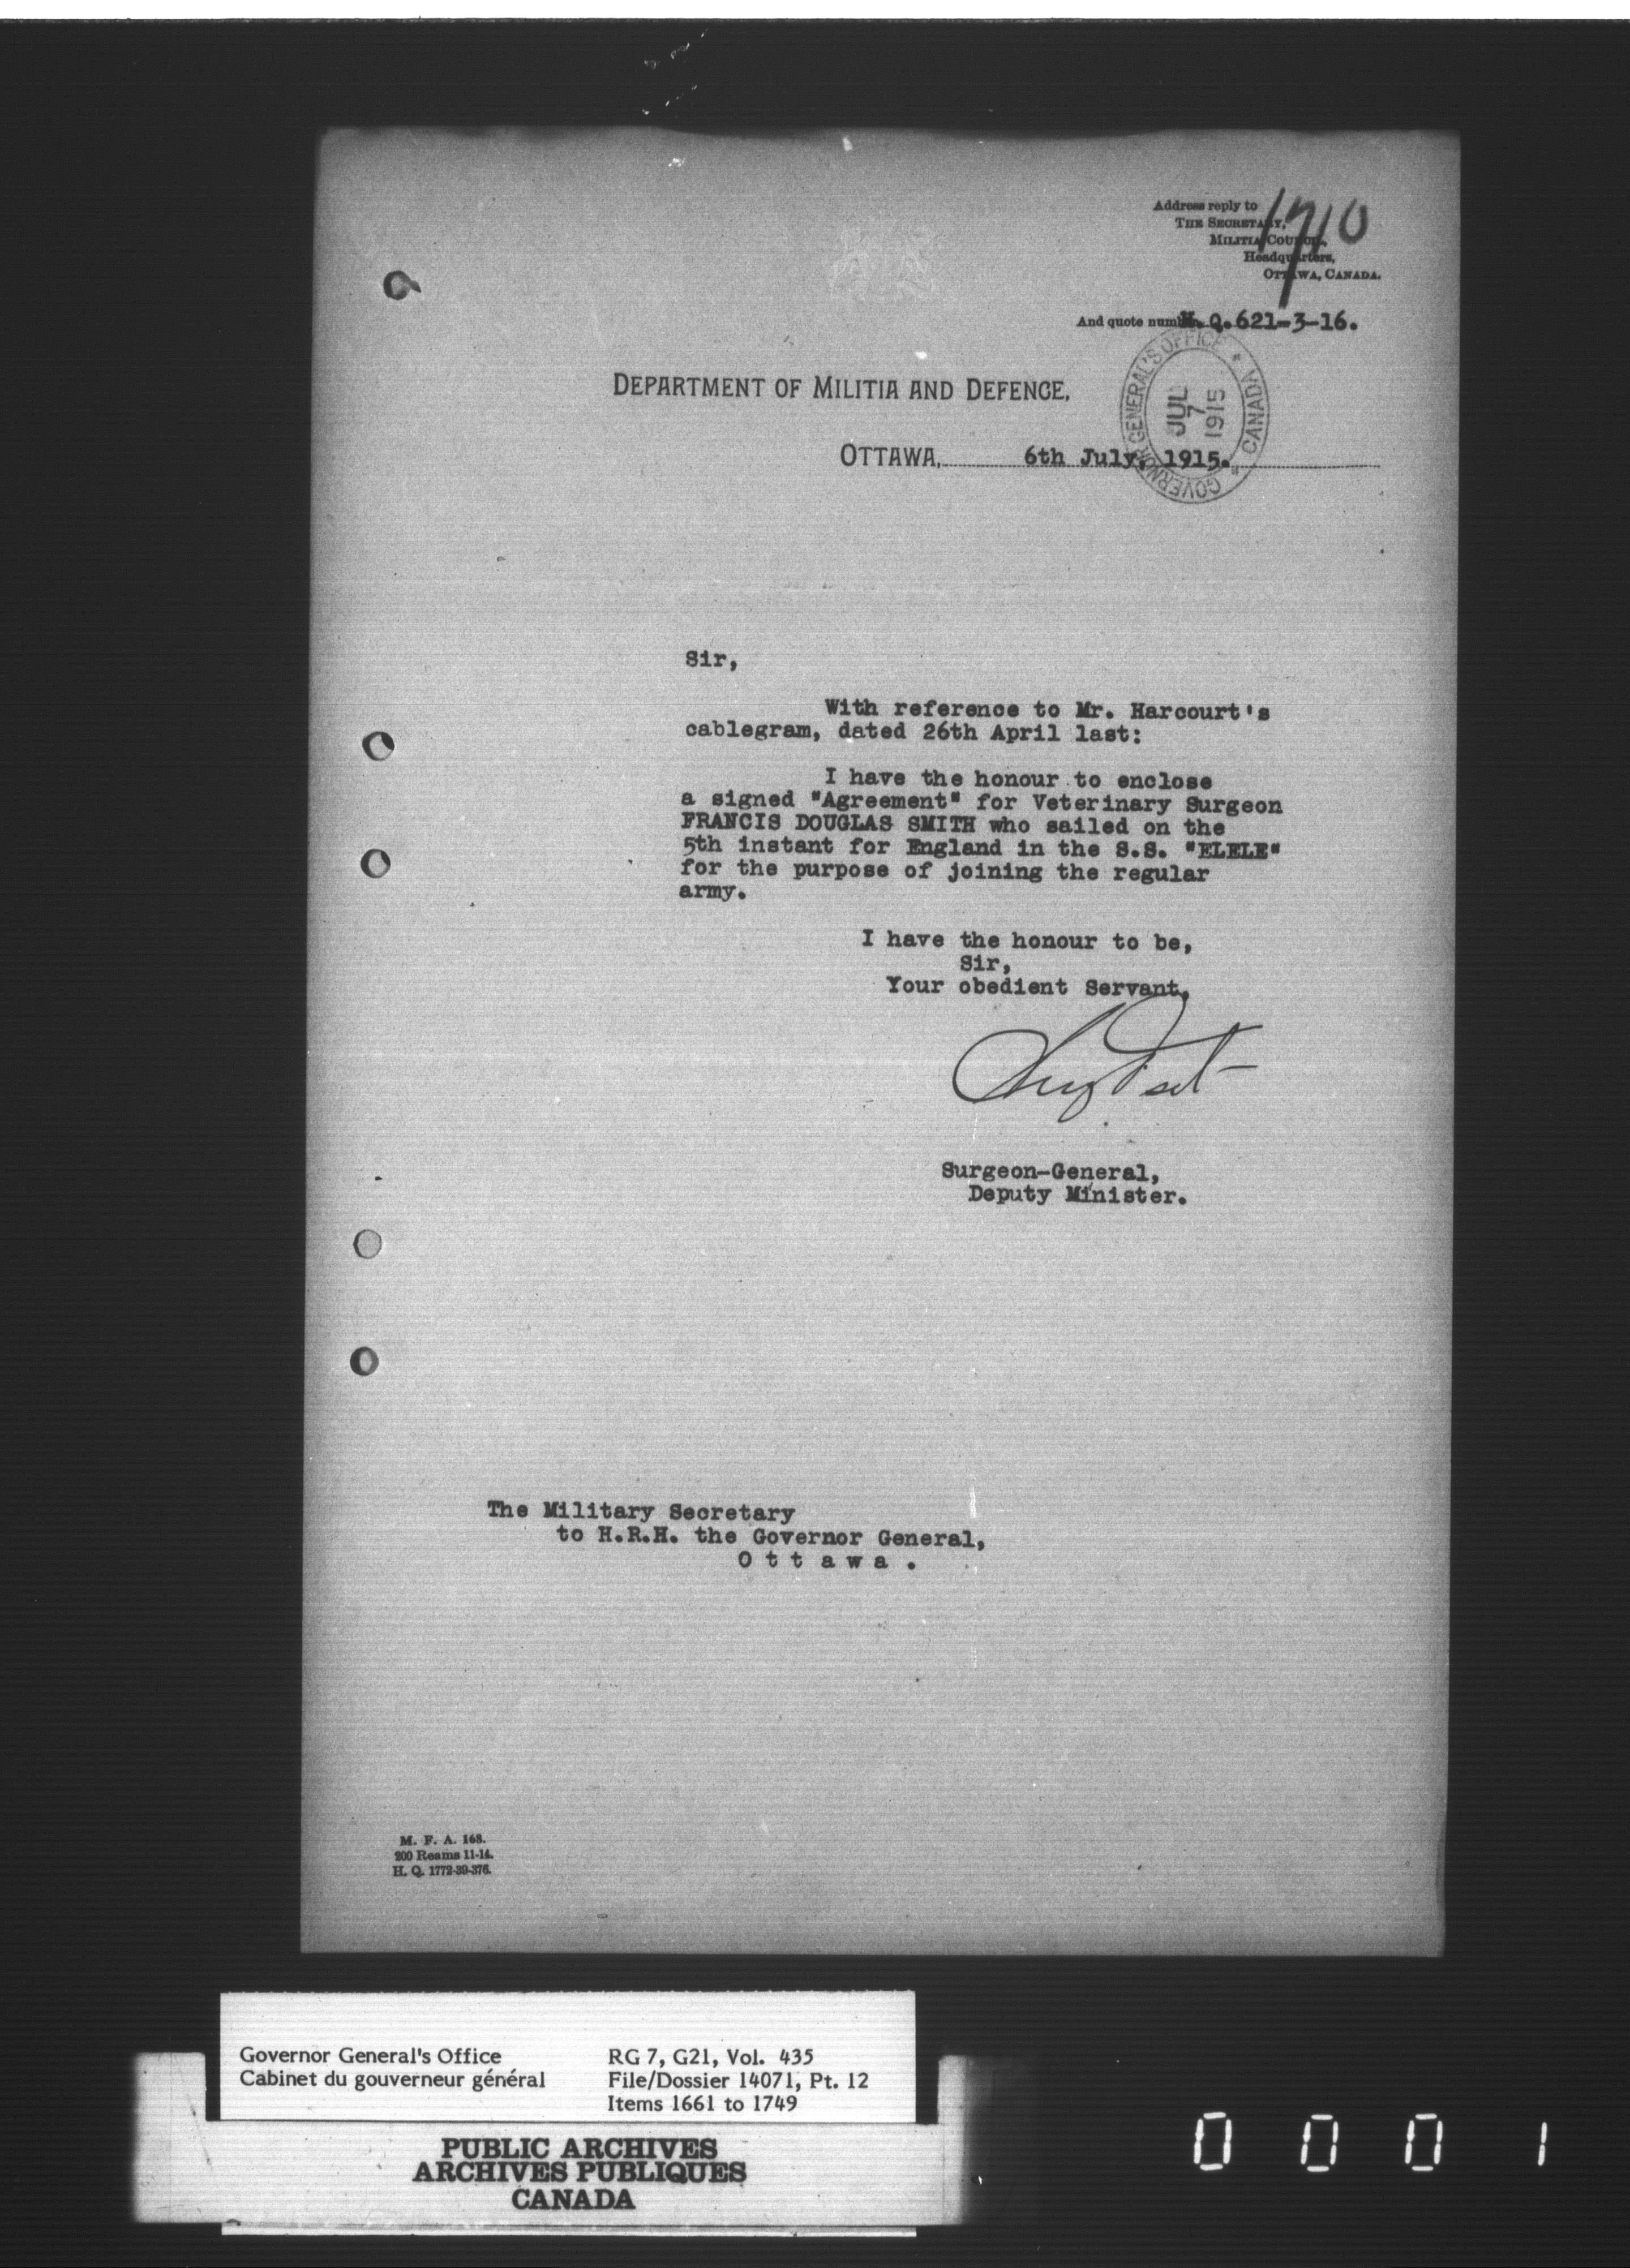 Address reply to
THE SECRETARY,
MILITIA COUNCIL,
Headquarters,
OTTAWA, CANADA.
1710
And quote number H.Q.621-3-16.
DEPARTMENT OF MILITIA AND DEFENCE,
GOVERNOR GENERAL'S OFFICE * CANADA *
JUL
7
1915
OTTAWA, 6th July, 1915.
Sir,
With reference to Mr. Harcourt's
cablegram, dated 26th April last:
I have the honour to enclose
a signed "Agreement" for Veterinary Surgeon
FRANCIS DOUGLAS SMITH who sailed on the
5th instant for England in the S.S. "ELELE"
for the purpose of joining the regular
army.
I have the honour to be,
Sir,
Your obedient Servant,
Surgeon-General,
Deputy Minister.
The Military Secretary
to H.R.H. the Governor General,
O t t a w a .
M. F. A. 168.
200 Reams 11-14.
H. Q. 1772-39-376.
Governor General's Office RG 7, G21, Vol. 435
Cabinet du gouverneur général File/Dossier 14071, Pt. 12
Items 1661 to 1749
PUBLIC ARCHIVES
ARCHIVES PUBLIQUES
CANADA
0 0 0 1